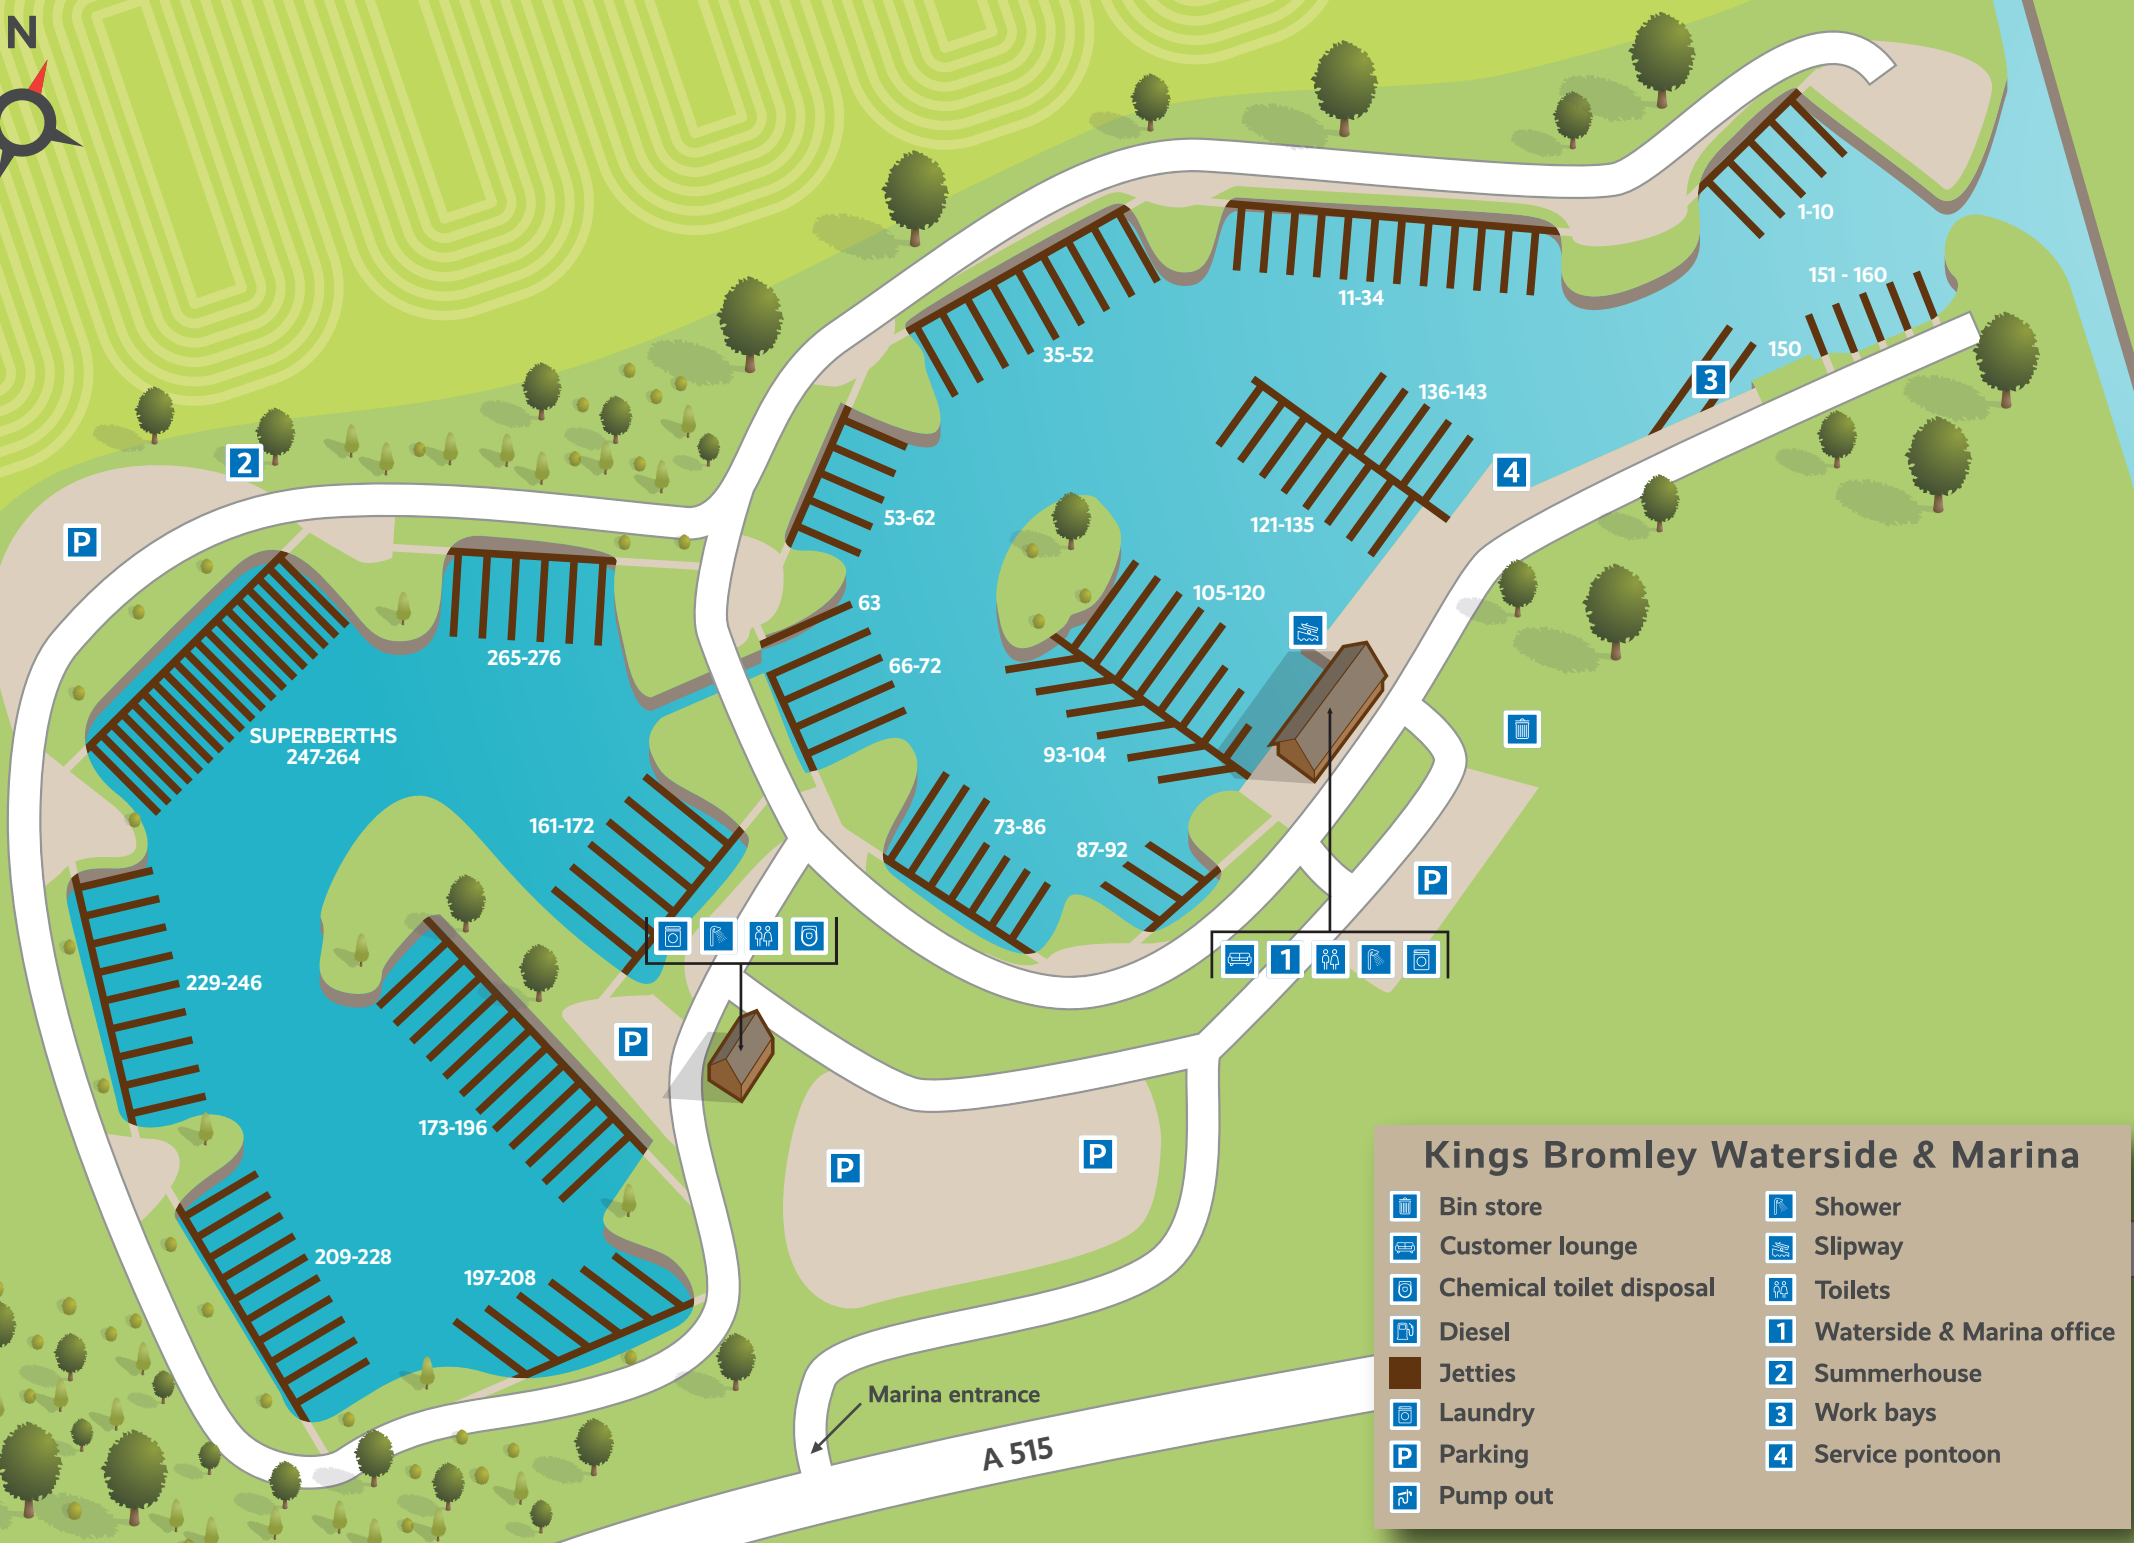 N
1-10
151 - 160
11-34
150
35-52
3
136-143
2
4
53-62
121-135
P
105-120
63
265-276
66-72
SUPERBERTHS
247-264
93-104
161-172
73-86
87-92
P
1
229-246
P
173-196
P
P
209-228
197-208
Marina entrance
A 515
Kings Bromley Waterside & Marina
Bin store
Customer lounge
Chemical toilet disposal
Diesel
Jetties
Laundry
P Parking
Pump out
Shower
Slipway
Toilets
1 Waterside & Marina office
2 Summerhouse
3 Work bays
4 Service pontoon